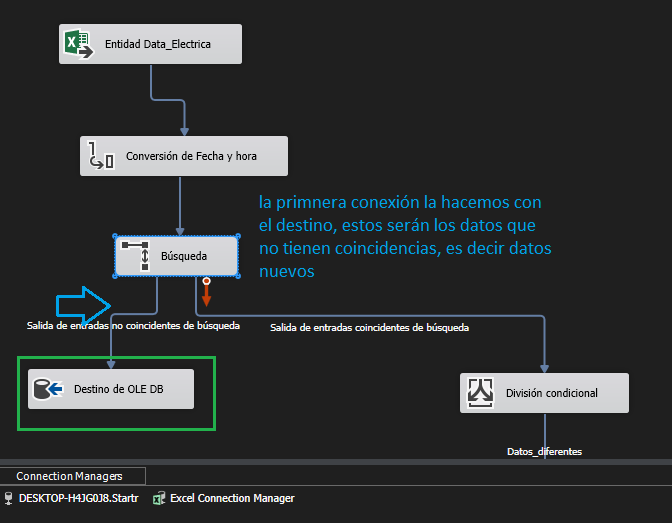 Entidad Data_Electrica
Conversión de Fecha y hora
la primnera conexión la hacemos con
el destino, estos serán los datos que
no tienen coincidencias, es decir datos
nuevos
Búsqueda
Salida de entradas no coincidentes de búsqueda
Salida de entradas coincidentes de búsqueda
Destino de OLE DB
División condicional
Datos_diferentes
Connection Managers
DESKTOP-H4JG0J8.Startr
Excel Connection Manager